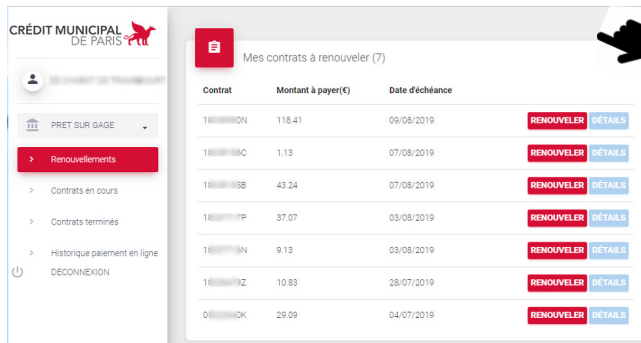 CRÉDIT MUNICIPAL
DE PARIS
Mes contrats à renouveler (7)
PRET SUR GAGE
Renouvellements
Contrats en cours
Contrats terminés
Historique paiement en ligne
DECONNEXION
Contrat Montant à payer(€) Date d'échéance
118.41 09/08/2019 RENOUVELER DÉTAILS
1.13 07/08/2019 RENOUVELER DÉTAILS
43.24 07/08/2019 RENOUVELER DÉTAILS
37.07 03/08/2019 RENOUVELER DÉTAILS
9.13 03/08/2019 RENOUVELER DÉTAILS
10.83 28/07/2019 RENOUVELER DÉTAILS
29.09 04/07/2019 RENOUVELER DÉTAILS